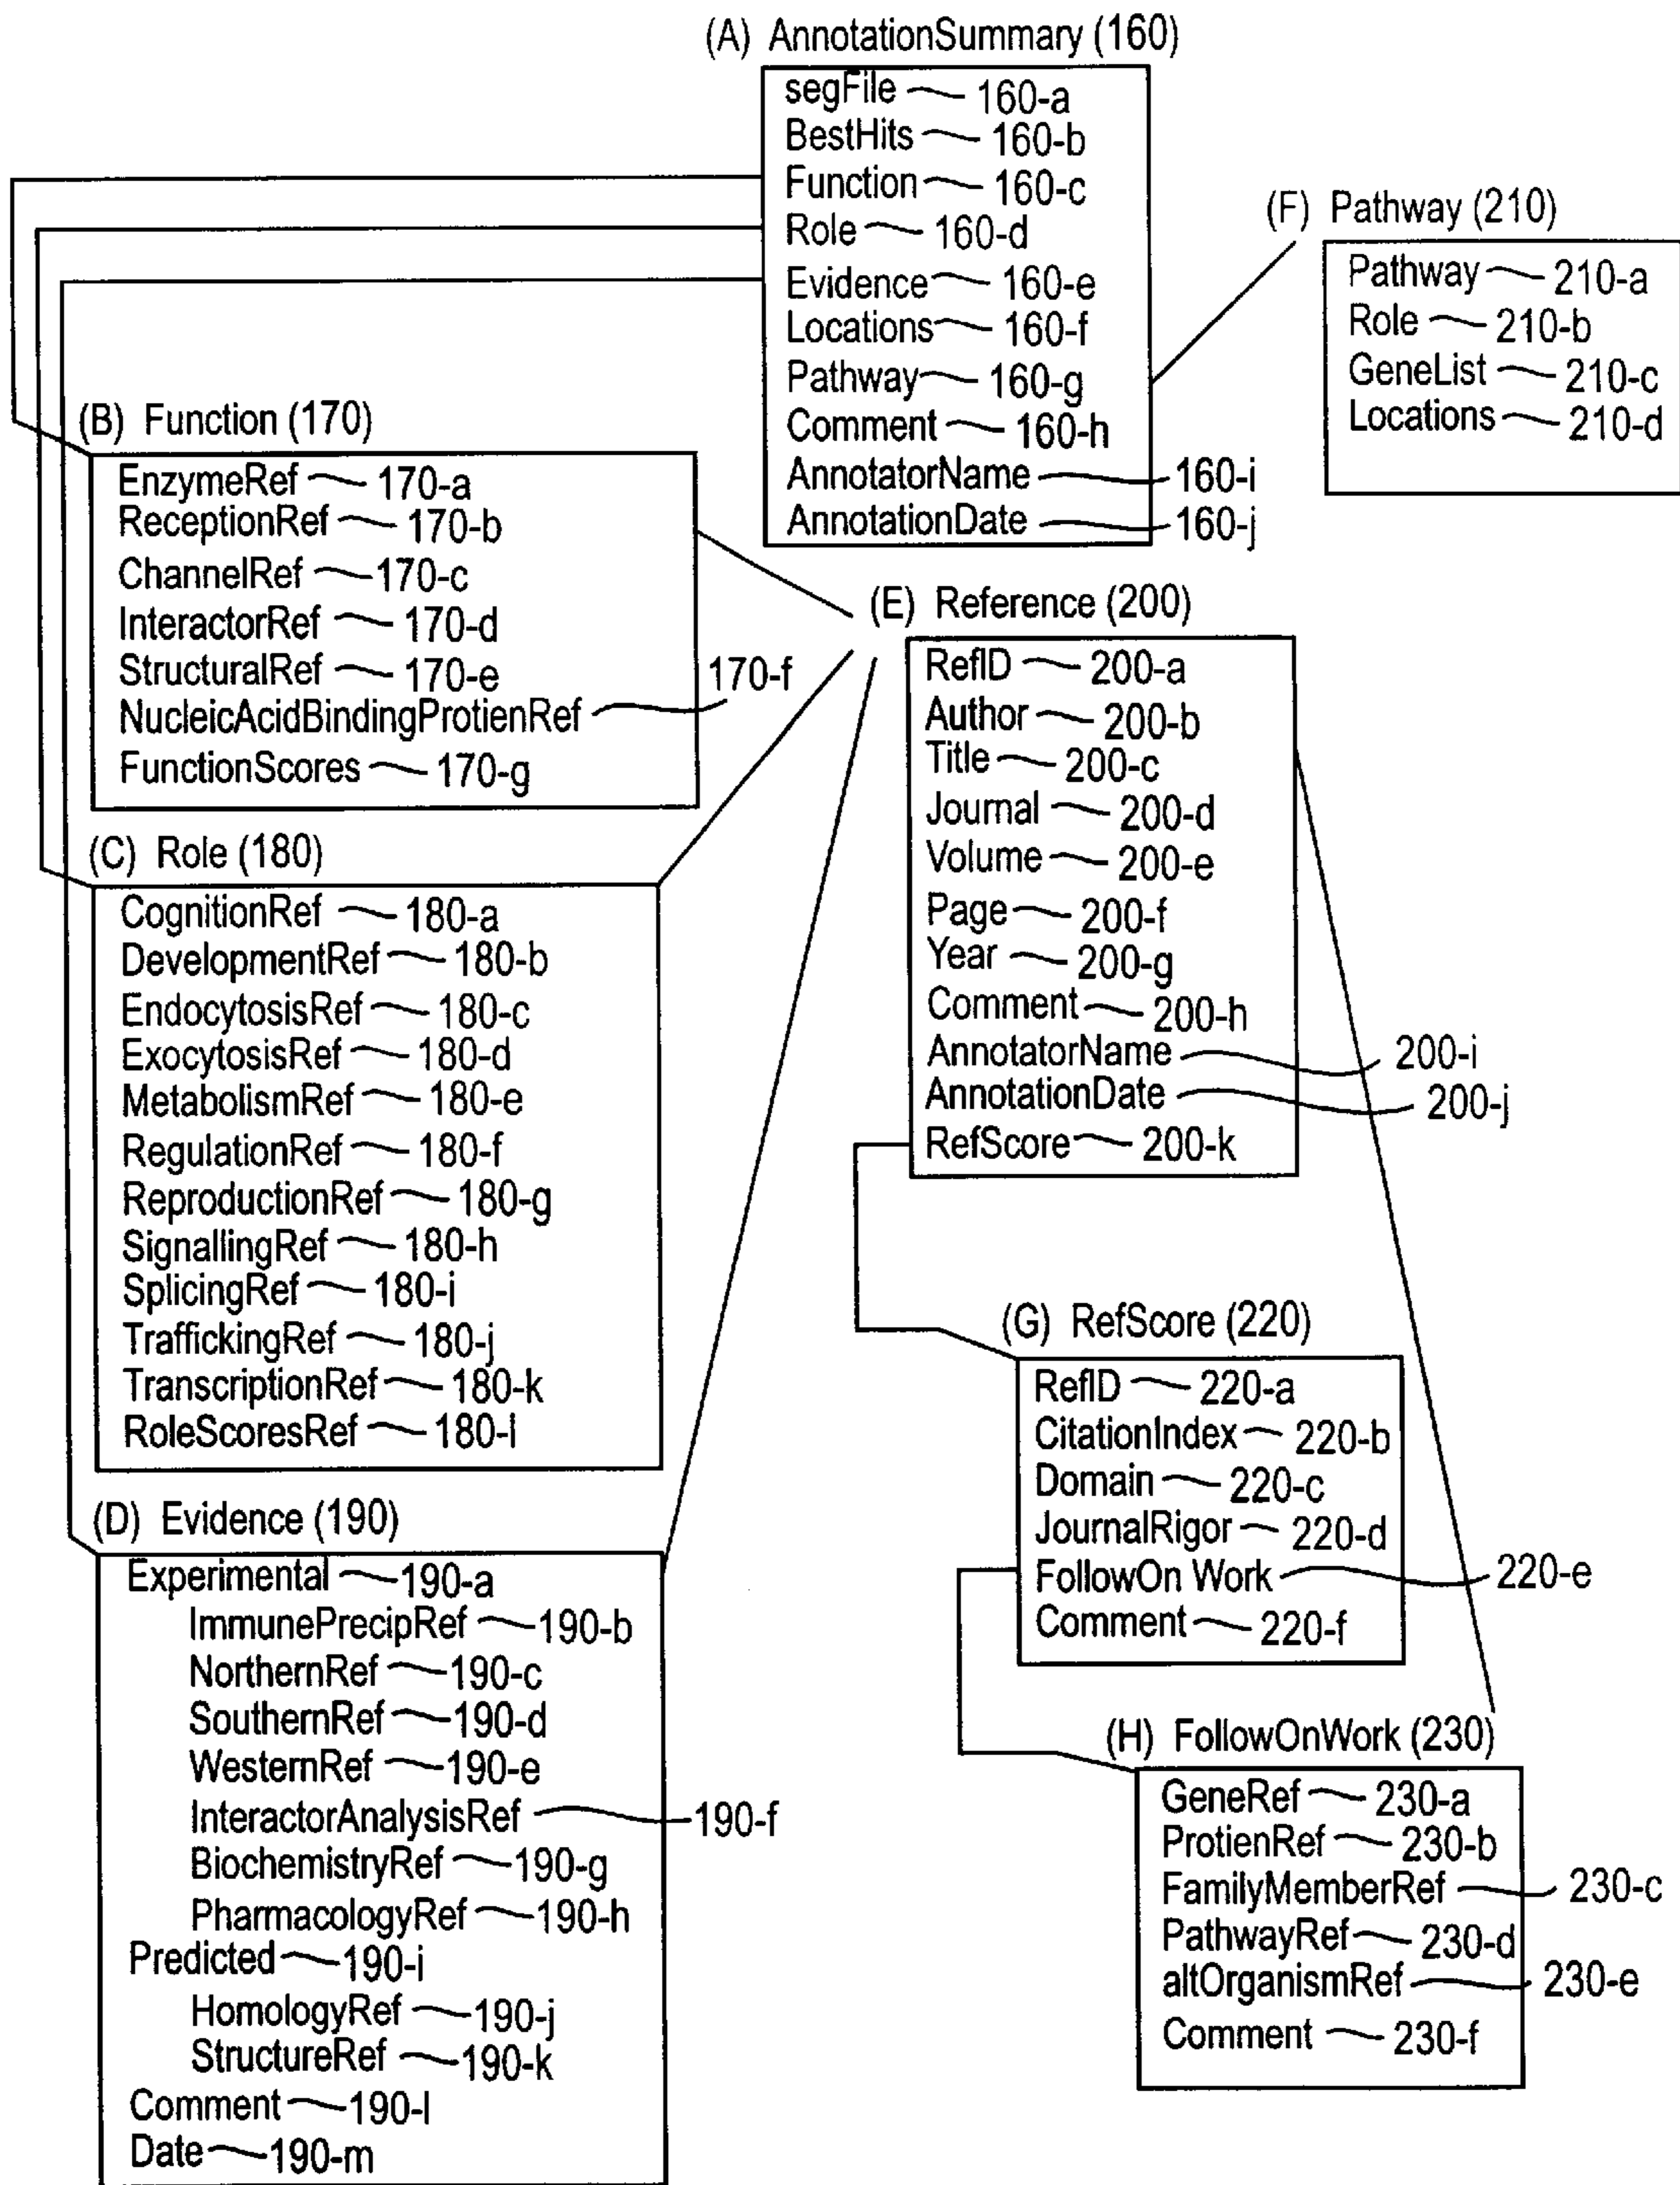 (A) AnnotationSummary (160)
segFile 160-a
BestHits 160-b
Function 160-c
Role 160-d
Evidence 160-e
Locations 160-f
Pathway 160-g
Comment 160-h
AnnotatorName 160-i
AnnotationDate 160-j
(F) Pathway (210)
Pathway 210-a
Role 210-b
GeneList 210-c
Locations 210-d
(B) Function (170)
EnzymeRef 170-a
ReceptionRef 170-b
ChannelRef 170-c
InteractorRef 170-d
StructuralRef 170-e
NucleicAcidBindingProtienRef 170-f
FunctionScores 170-g
(C) Role (180)
CognitionRef 180-a
DevelopmentRef 180-b
EndocytosisRef 180-c
ExocytosisRef 180-d
MetabolismRef 180-e
RegulationRef 180-f
ReproductionRef 180-g
SignallingRef 180-h
SplicingRef 180-i
TraffickingRef 180-j
TranscriptionRef 180-k
RoleScoresRef 180-l
(D) Evidence (190)
Experimental 190-a
ImmunePrecipRef 190-b
NorthernRef 190-c
SouthernRef 190-d
WesternRef 190-e
InteractorAnalysisRef 190-f
BiochemistryRef 190-g
PharmacologyRef 190-h
Predicted 190-i
HomologyRef 190-j
StructureRef 190-k
Comment 190-l
Date 190-m
(E) Reference (200)
RefID 200-a
Author 200-b
Title 200-c
Journal 200-d
Volume 200-e
Page 200-f
Year 200-g
Comment 200-h
AnnotatorName 200-i
AnnotationDate 200-j
RefScore 200-k
(G) RefScore (220)
RefID 220-a
CitationIndex 220-b
Domain 220-c
JournalRigor 220-d
FollowOn Work 220-e
Comment 220-f
(H) FollowOnWork (230)
GeneRef 230-a
ProtienRef 230-b
FamilyMemberRef 230-c
PathwayRef 230-d
altOrganismRef 230-e
Comment 230-f